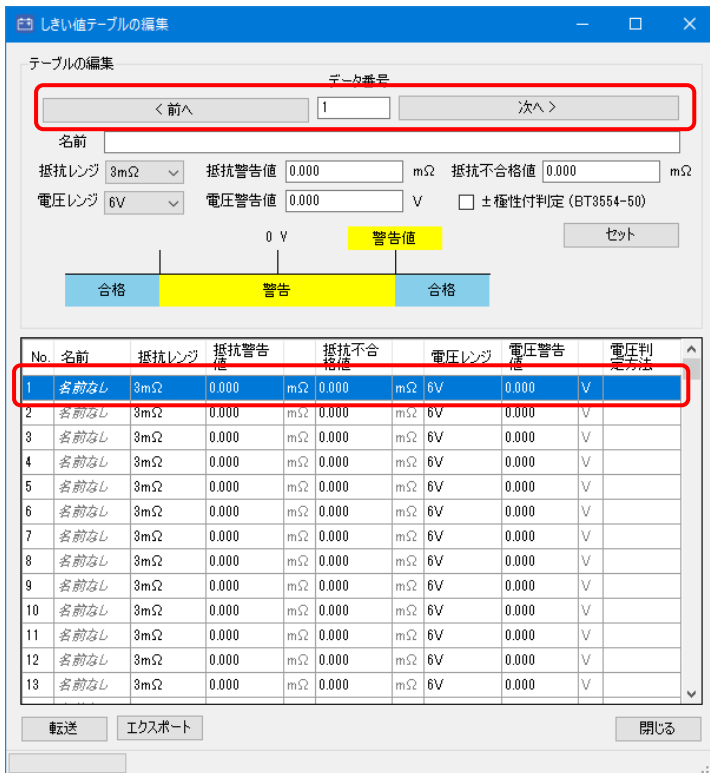 しきい値テーブルの編集
テーブルの編集
データ番号
< 前へ 1 次へ >
名前
抵抗レンジ 3mΩ 抵抗警告値 0.000 mΩ 抵抗不合格値 0.000 mΩ
電圧レンジ 6V 電圧警告値 0.000 V ±極性付判定 (BT3554-50)
0 V 警告値 セット
合格 警告 合格
No. 名前 抵抗レンジ 抵抗警告値 抵抗不合格値 電圧レンジ 電圧警告値 電圧判定方法
1 名前なし 3mΩ 0.000 mΩ 0.000 mΩ 6V 0.000 V
2 名前なし 3mΩ 0.000 mΩ 0.000 mΩ 6V 0.000 V
3 名前なし 3mΩ 0.000 mΩ 0.000 mΩ 6V 0.000 V
4 名前なし 3mΩ 0.000 mΩ 0.000 mΩ 6V 0.000 V
5 名前なし 3mΩ 0.000 mΩ 0.000 mΩ 6V 0.000 V
6 名前なし 3mΩ 0.000 mΩ 0.000 mΩ 6V 0.000 V
7 名前なし 3mΩ 0.000 mΩ 0.000 mΩ 6V 0.000 V
8 名前なし 3mΩ 0.000 mΩ 0.000 mΩ 6V 0.000 V
9 名前なし 3mΩ 0.000 mΩ 0.000 mΩ 6V 0.000 V
10 名前なし 3mΩ 0.000 mΩ 0.000 mΩ 6V 0.000 V
11 名前なし 3mΩ 0.000 mΩ 0.000 mΩ 6V 0.000 V
12 名前なし 3mΩ 0.000 mΩ 0.000 mΩ 6V 0.000 V
13 名前なし 3mΩ 0.000 mΩ 0.000 mΩ 6V 0.000 V
転送 エクスポート 閉じる